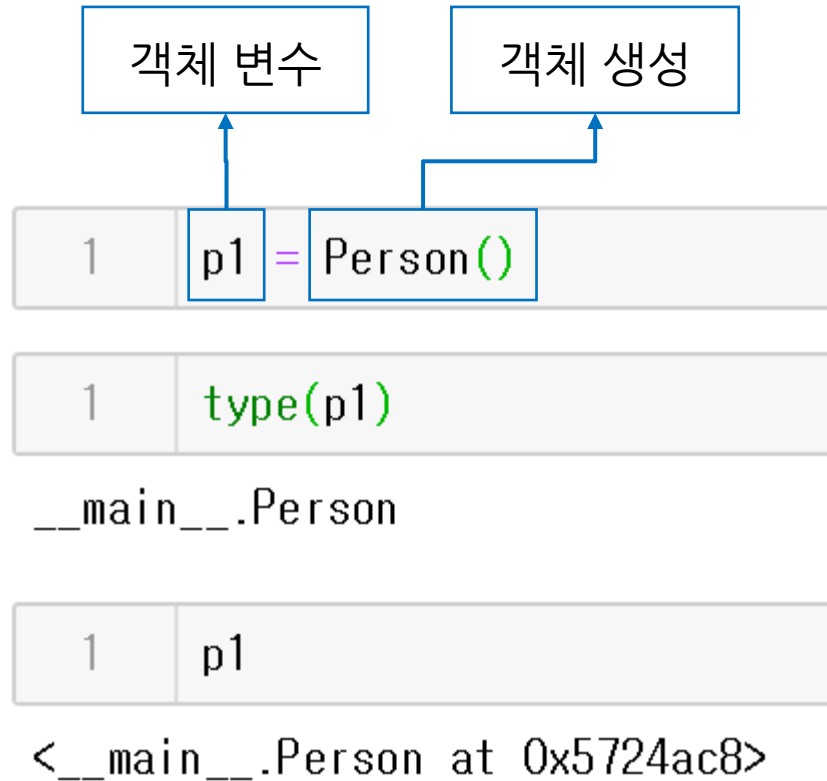 객체 변수
객체 생성
1 p1 = Person()
1 type(p1)
__main__.Person
1 p1
<__main__.Person at 0x5724ac8>